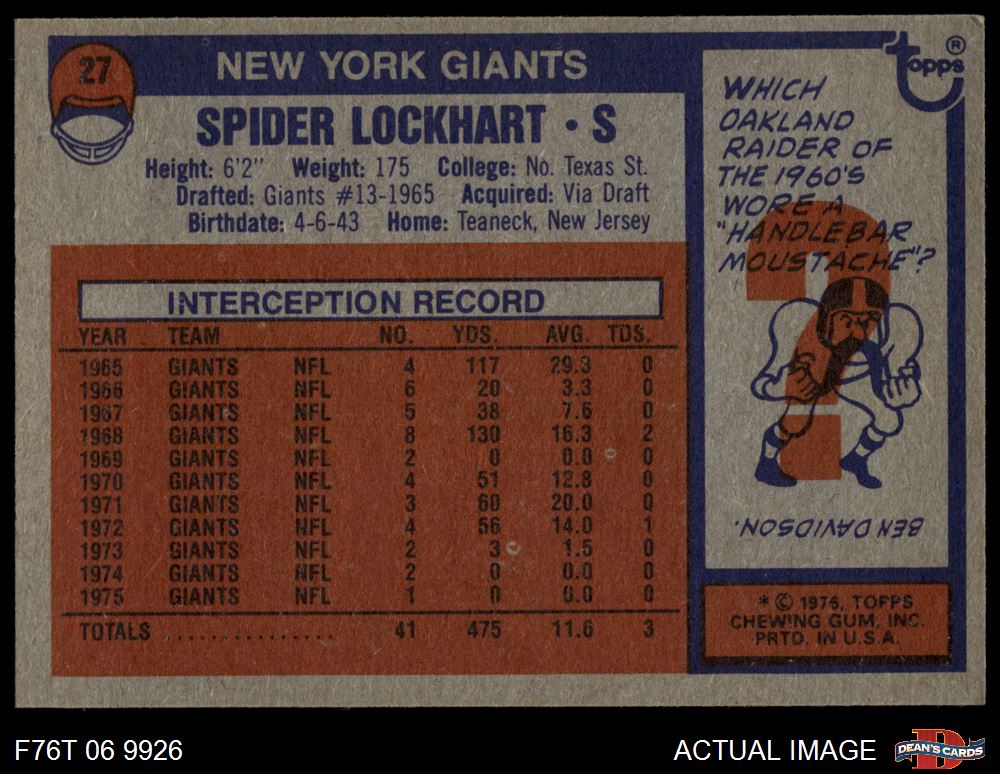 27
NEW YORK GIANTS
SPIDER LOCKHART • S
Height: 6'2" Weight: 175 College: No. Texas St.
Drafted: Giants #13-1965 Acquired: Via Draft
Birthdate: 4-6-43 Home: Teaneck, New Jersey
INTERCEPTION RECORD
YEAR TEAM NO. YDS. AVG. TDS.
1965 GIANTS NFL 4 117 29.3 0
1966 GIANTS NFL 6 20 3.3 0
1967 GIANTS NFL 5 38 7.6 0
1968 GIANTS NFL 8 130 16.3 2
1969 GIANTS NFL 2 0 0.0 0
1970 GIANTS NFL 4 51 12.8 0
1971 GIANTS NFL 3 60 20.0 0
1972 GIANTS NFL 4 56 14.0 1
1973 GIANTS NFL 2 3 1.5 0
1974 GIANTS NFL 2 0 0.0 0
1975 GIANTS NFL 1 0 0.0 0
TOTALS ................ 41 475 11.6 3
Topps ®
WHICH
OAKLAND
RAIDER OF
THE 1960'S
WORE A
"HANDLEBAR
MOUSTACHE"?
?
BEN DAVIDSON.
* © 1976, TOPPS
CHEWING GUM, INC.
PRTD. IN U.S.A.
F76T 06 9926
ACTUAL IMAGE
D
DEAN'S CARDS